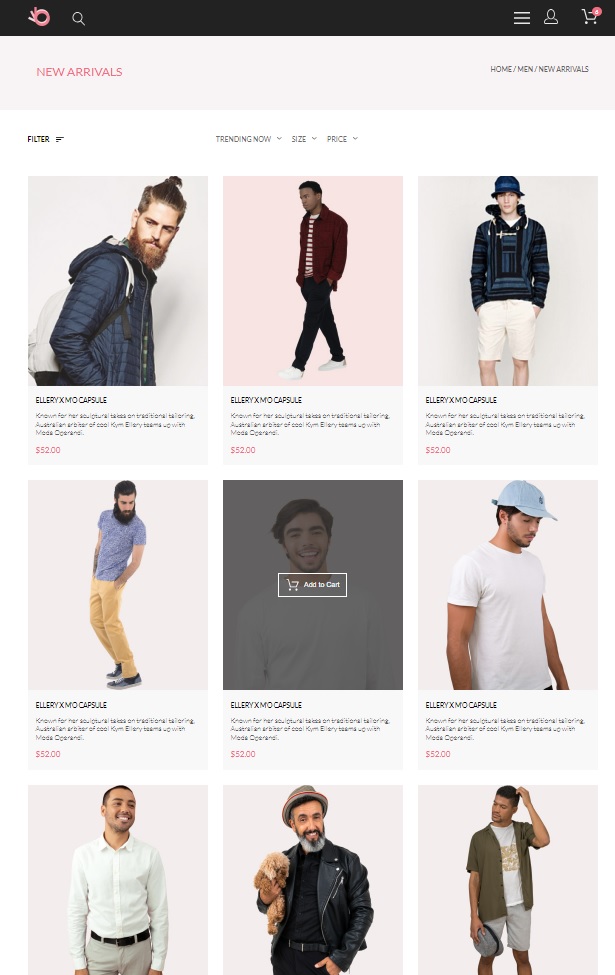 6
NEW ARRIVALS
HOME / MEN / NEW ARRIVALS
FILTER
TRENDING NOW SIZE PRICE
ELLERY X M'O CAPSULE
Known for her sculptural takes on traditional tailoring,
Australian arbiter of cool Kym Ellery teams up with
Moda Operandi.
$52.00
ELLERY X M'O CAPSULE
Known for her sculptural takes on traditional tailoring,
Australian arbiter of cool Kym Ellery teams up with
Moda Operandi.
$52.00
ELLERY X M'O CAPSULE
Known for her sculptural takes on traditional tailoring,
Australian arbiter of cool Kym Ellery teams up with
Moda Operandi.
$52.00
Add to Cart
ELLERY X M'O CAPSULE
Known for her sculptural takes on traditional tailoring,
Australian arbiter of cool Kym Ellery teams up with
Moda Operandi.
$52.00
ELLERY X M'O CAPSULE
Known for her sculptural takes on traditional tailoring,
Australian arbiter of cool Kym Ellery teams up with
Moda Operandi.
$52.00
ELLERY X M'O CAPSULE
Known for her sculptural takes on traditional tailoring,
Australian arbiter of cool Kym Ellery teams up with
Moda Operandi.
$52.00